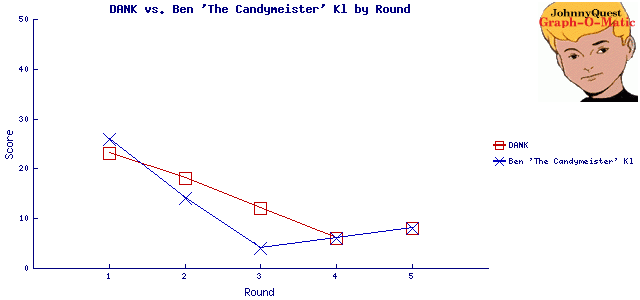 DANK vs. Ben 'The Candymeister' Kl by Round
JohnnyQuest
Graph-O-Matic
50
40
30
20
10
0
Score
1 2 3 4 5
Round
DANK
Ben 'The Candymeister' Kl